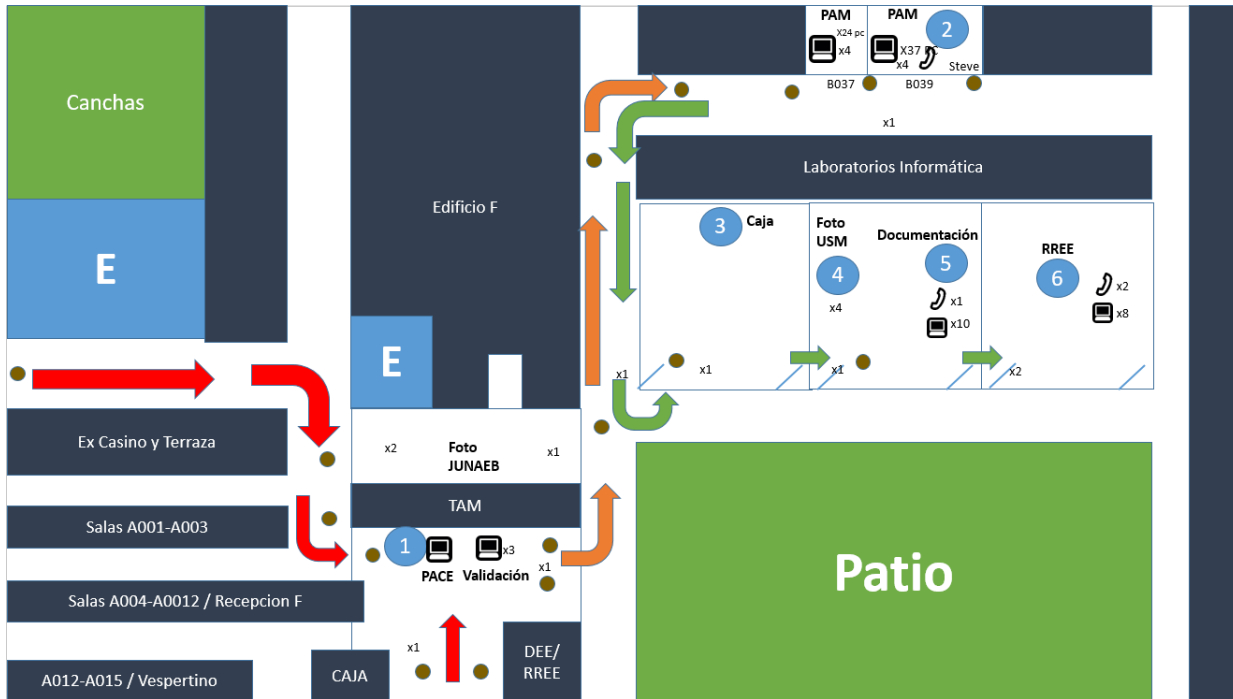 PAM
X24 pc
x4
B037
PAM
2
X37 PC
x4
Steve
B039
x1
Canchas
E
Edificio F
E
Laboratorios Informática
3
Caja
x1
x1
Foto
USM
4
x4
x1
Documentación
5
x1
x10
RREE
6
x2
x8
x2
Ex Casino y Terraza
x2
Foto
JUNAEB
x1
TAM
Salas A001-A003
1
PACE
x3
Validación
x1
Salas A004-A0012 / Recepcion F
x1
A012-A015 / Vespertino
CAJA
DEE/
RREE
Patio